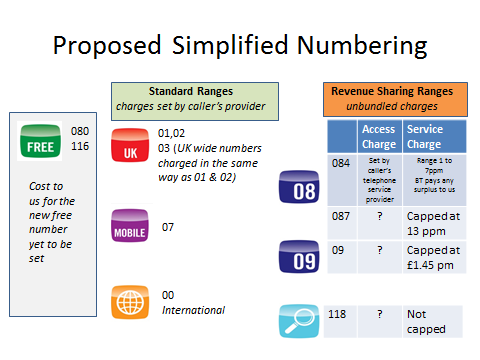 Proposed Simplified Numbering
FREE
080
116
Cost to
us for the
new free
number
yet to be
set
Standard Ranges
charges set by caller's provider
UK
01,02
03 (UK wide numbers
charged in the same
way as 01 & 02)
MOBILE
07
00
International
Revenue Sharing Ranges
unbundled charges
Access
Charge
Service
Charge
08
084
Set by
caller's
telephone
service
provider
Range 1 to
7ppm
BT pays any
surplus to us
087
?
Capped at
13 ppm
09
09
?
Capped at
£1.45 pm
118
?
Not
capped